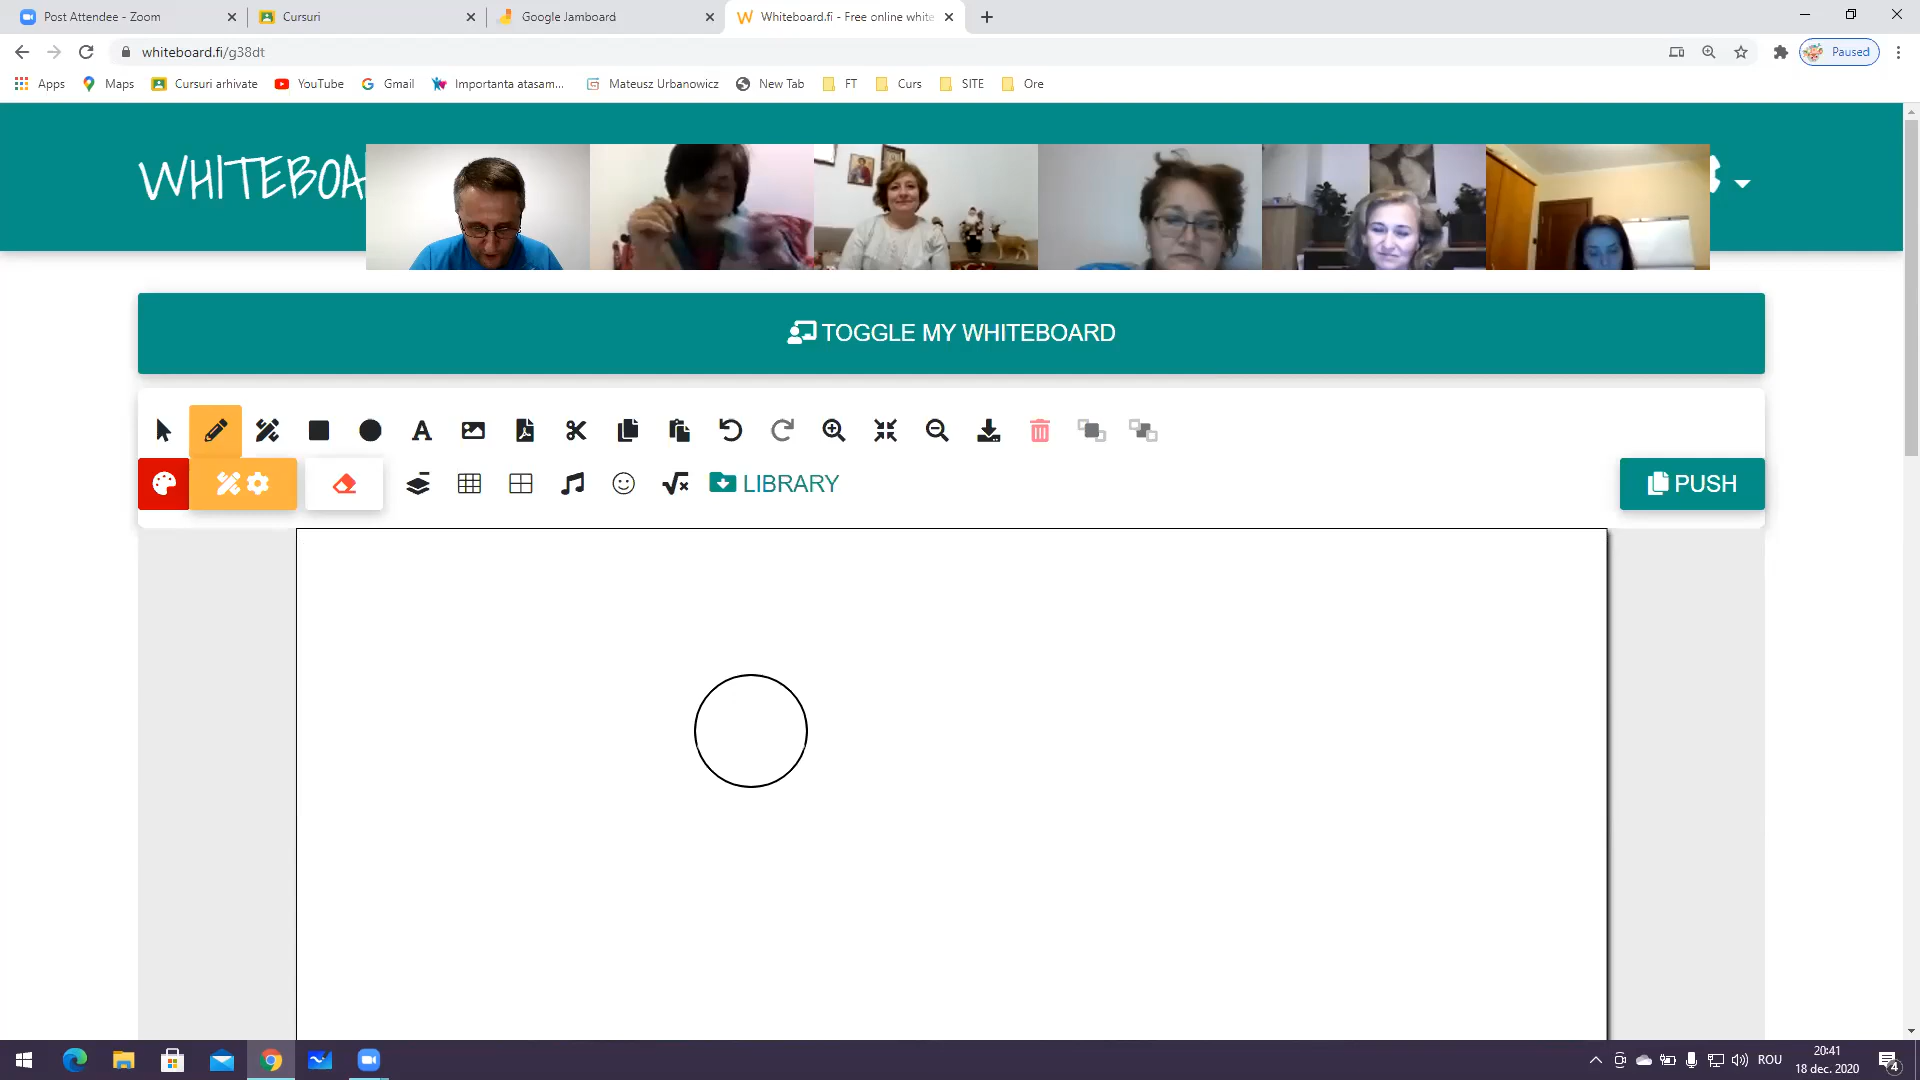 Post Attendee - Zoom
Cursuri
Google Jamboard
Whiteboard.fi - Free online white
whiteboard.fi/g38dt
Paused
Apps
Maps
Cursuri arhivate
YouTube
Gmail
Importanta atasam...
Mateusz Urbanowicz
New Tab
FT
Curs
SITE
Ore
WHITEBOA
TOGGLE MY WHITEBOARD
LIBRARY
PUSH
ROU
20:41
18 dec. 2020
4